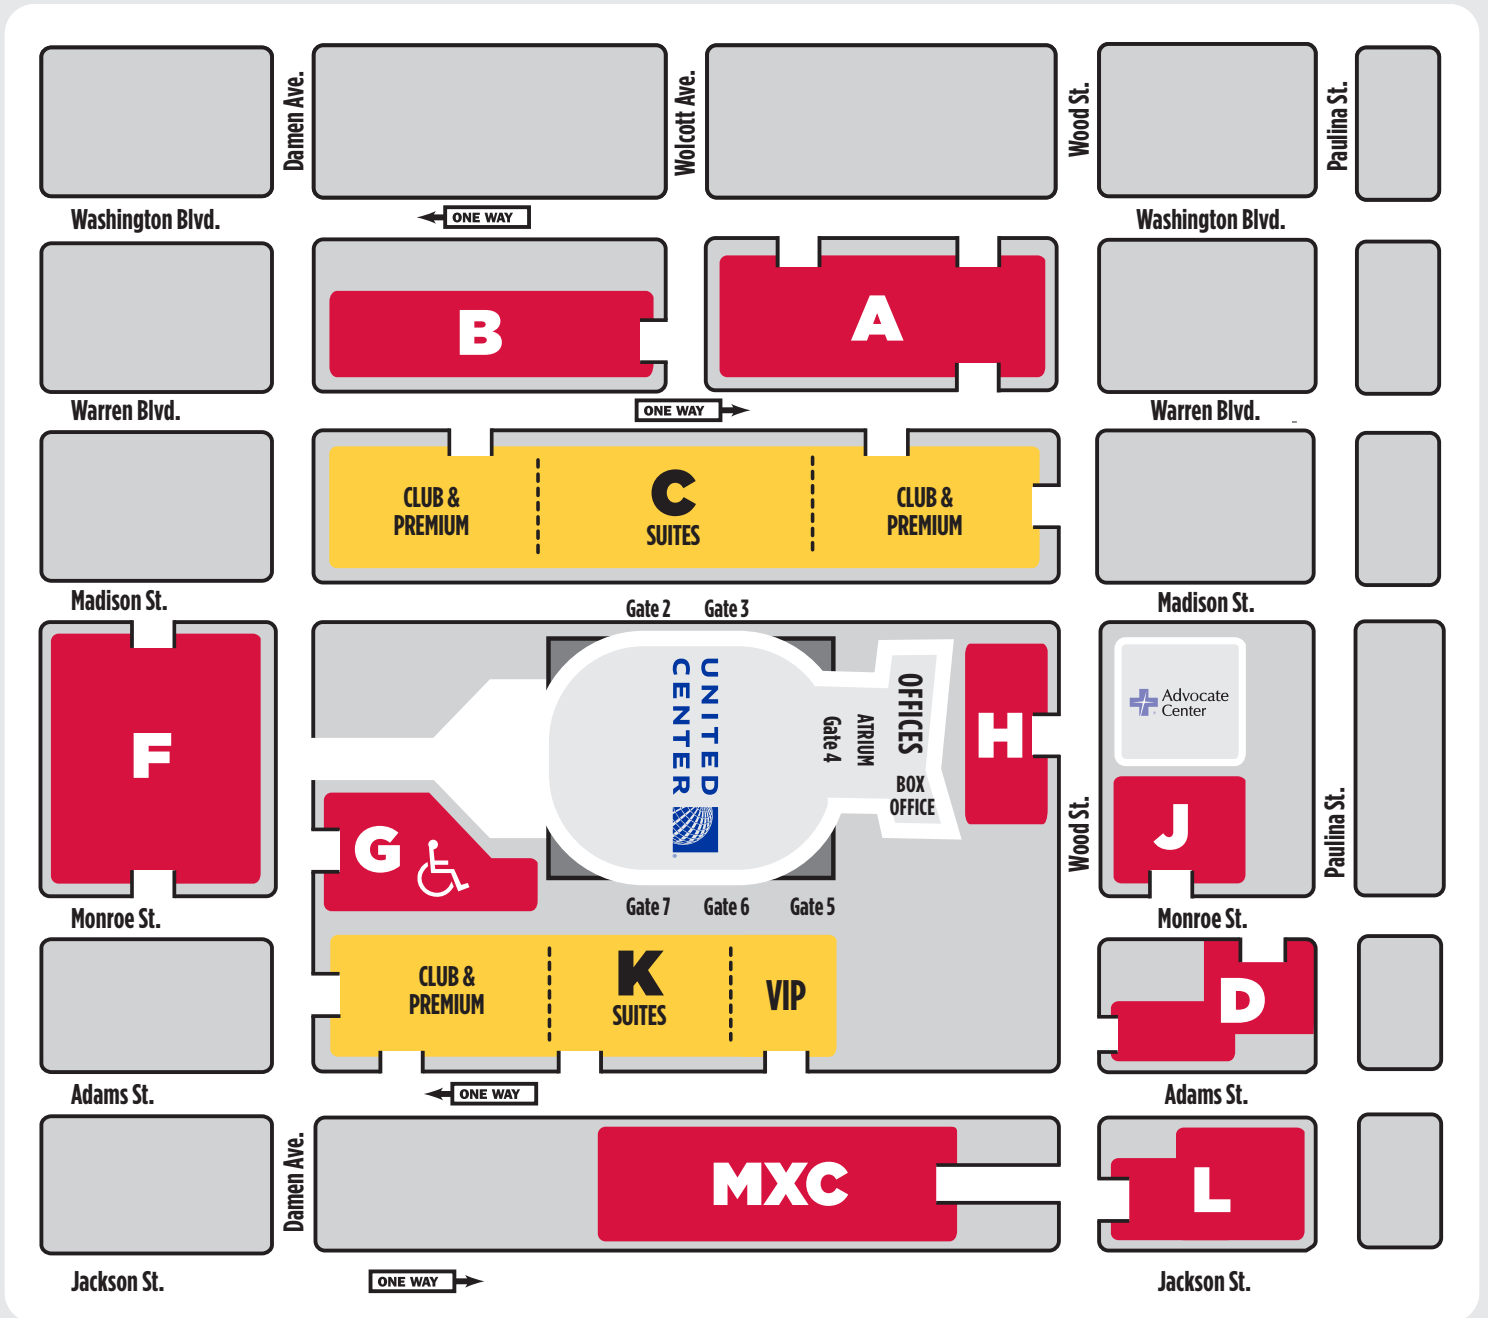 Damen Ave.
Wolcott Ave.
Wood St.
Paulina St.
Washington Blvd.
ONE WAY
Washington Blvd.
B
A
Warren Blvd.
ONE WAY
Warren Blvd.
CLUB &
PREMIUM
C
SUITES
CLUB &
PREMIUM
Madison St.
Gate 2
Gate 3
Madison St.
F
UNITED
CENTER
Gate 4
ATRIUM
OFFICES
BOX
OFFICE
H
Advocate
Center
G
J
Wood St.
Paulina St.
Monroe St.
Gate 7
Gate 6
Gate 5
Monroe St.
CLUB &
PREMIUM
K
SUITES
VIP
D
Adams St.
ONE WAY
Adams St.
Damen Ave.
MXC
L
Jackson St.
ONE WAY
Jackson St.